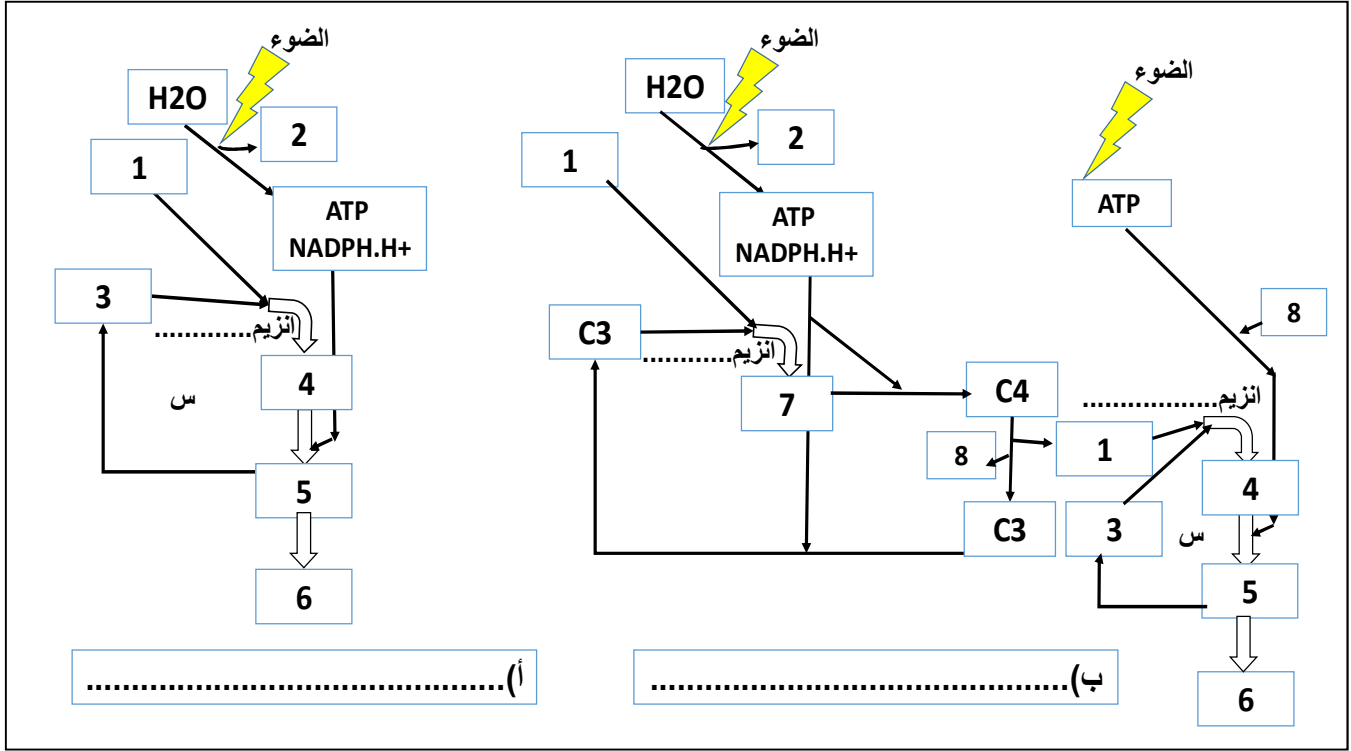 الضوء
H2O
2
1
ATP
NADPH.H+
3
انزيم.............
4
س
5
6
أ)..............................................
الضوء
H2O
2
1
ATP
NADPH.H+
C3
انزيم............
7
C4
8
1
C3
ب)..............................................
الضوء
ATP
8
انزيم..................
4
3
س
5
6